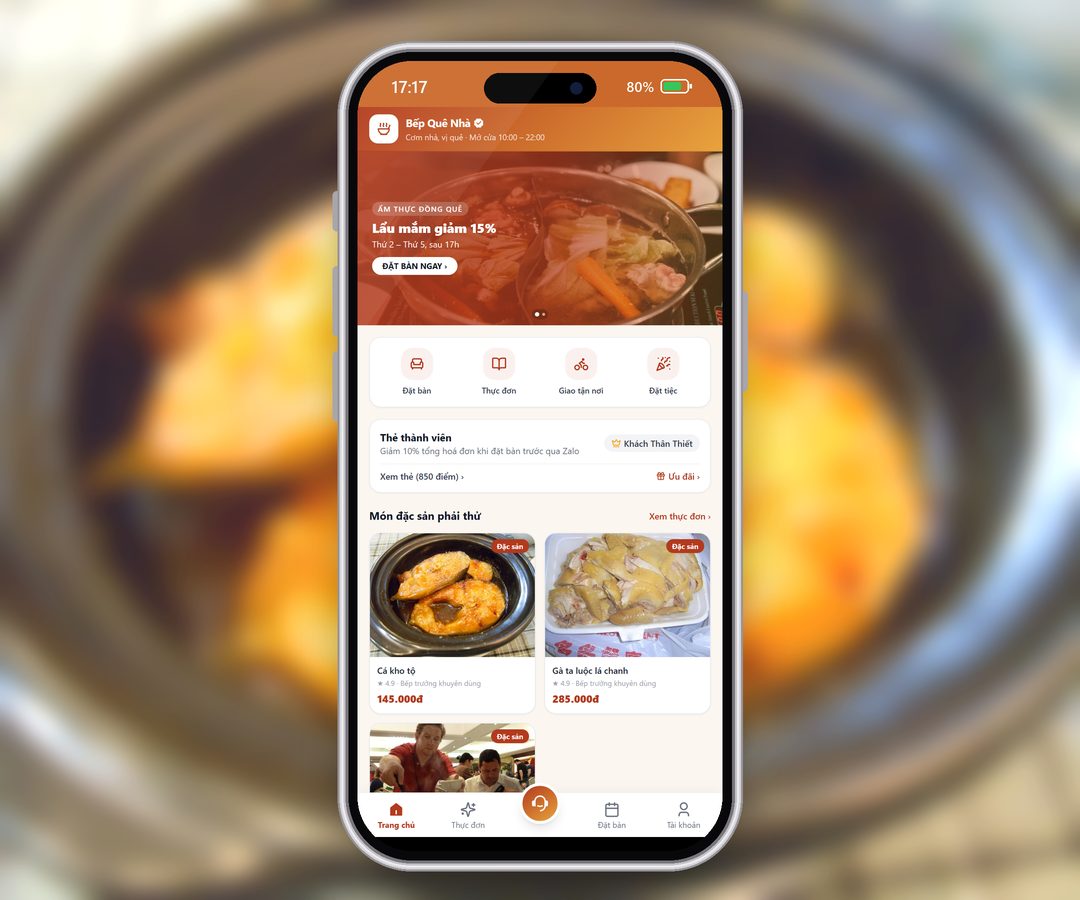 17:17
80%
Bếp Quê Nhà
Cơm nhà, vị quê · Mở cửa 10:00 – 22:00
ẨM THỰC ĐỒNG QUÊ
Lẩu mắm giảm 15%
Thứ 2 – Thứ 5, sau 17h
ĐẶT BÀN NGAY ›
Đặt bàn
Thực đơn
Giao tận nơi
Đặt tiệc
Thẻ thành viên
Khách Thân Thiết
Giảm 10% tổng hoá đơn khi đặt bàn trước qua Zalo
Xem thẻ (850 điểm) ›
Ưu đãi ›
Món đặc sản phải thử
Xem thực đơn ›
Đặc sản
Đặc sản
Cá kho tộ
★ 4.9 · Bếp trưởng khuyên dùng
145.000đ
Gà ta luộc lá chanh
★ 4.9 · Bếp trưởng khuyên dùng
285.000đ
Đặc sản
Trang chủ
Thực đơn
Đặt bàn
Tài khoản